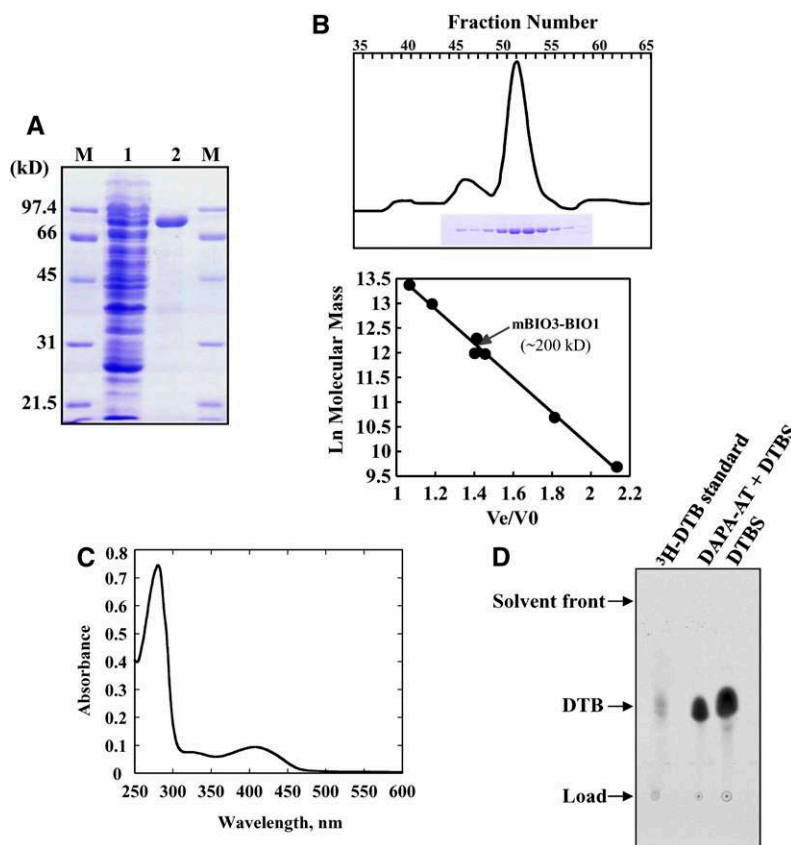 A
M 1 2 M
(kD)
97.4
66
45
31
21.5
B
Fraction Number
35 40 45 50 55 60 65
13.5
13
12.5
12
11.5
11
10.5
10
9.5
Ln Molecular Mass
mBIO3-BIO1
(~200 kD)
1 1.2 1.4 1.6 1.8 2 2.2
Ve/V0
C
0.8
0.7
0.6
0.5
0.4
0.3
0.2
0.1
0
Absorbance
250 300 350 400 450 500 550 600
Wavelength, nm
D
³H-DTB standard
DAPA-AT + DTBS
DTBS
Solvent front
DTB
Load